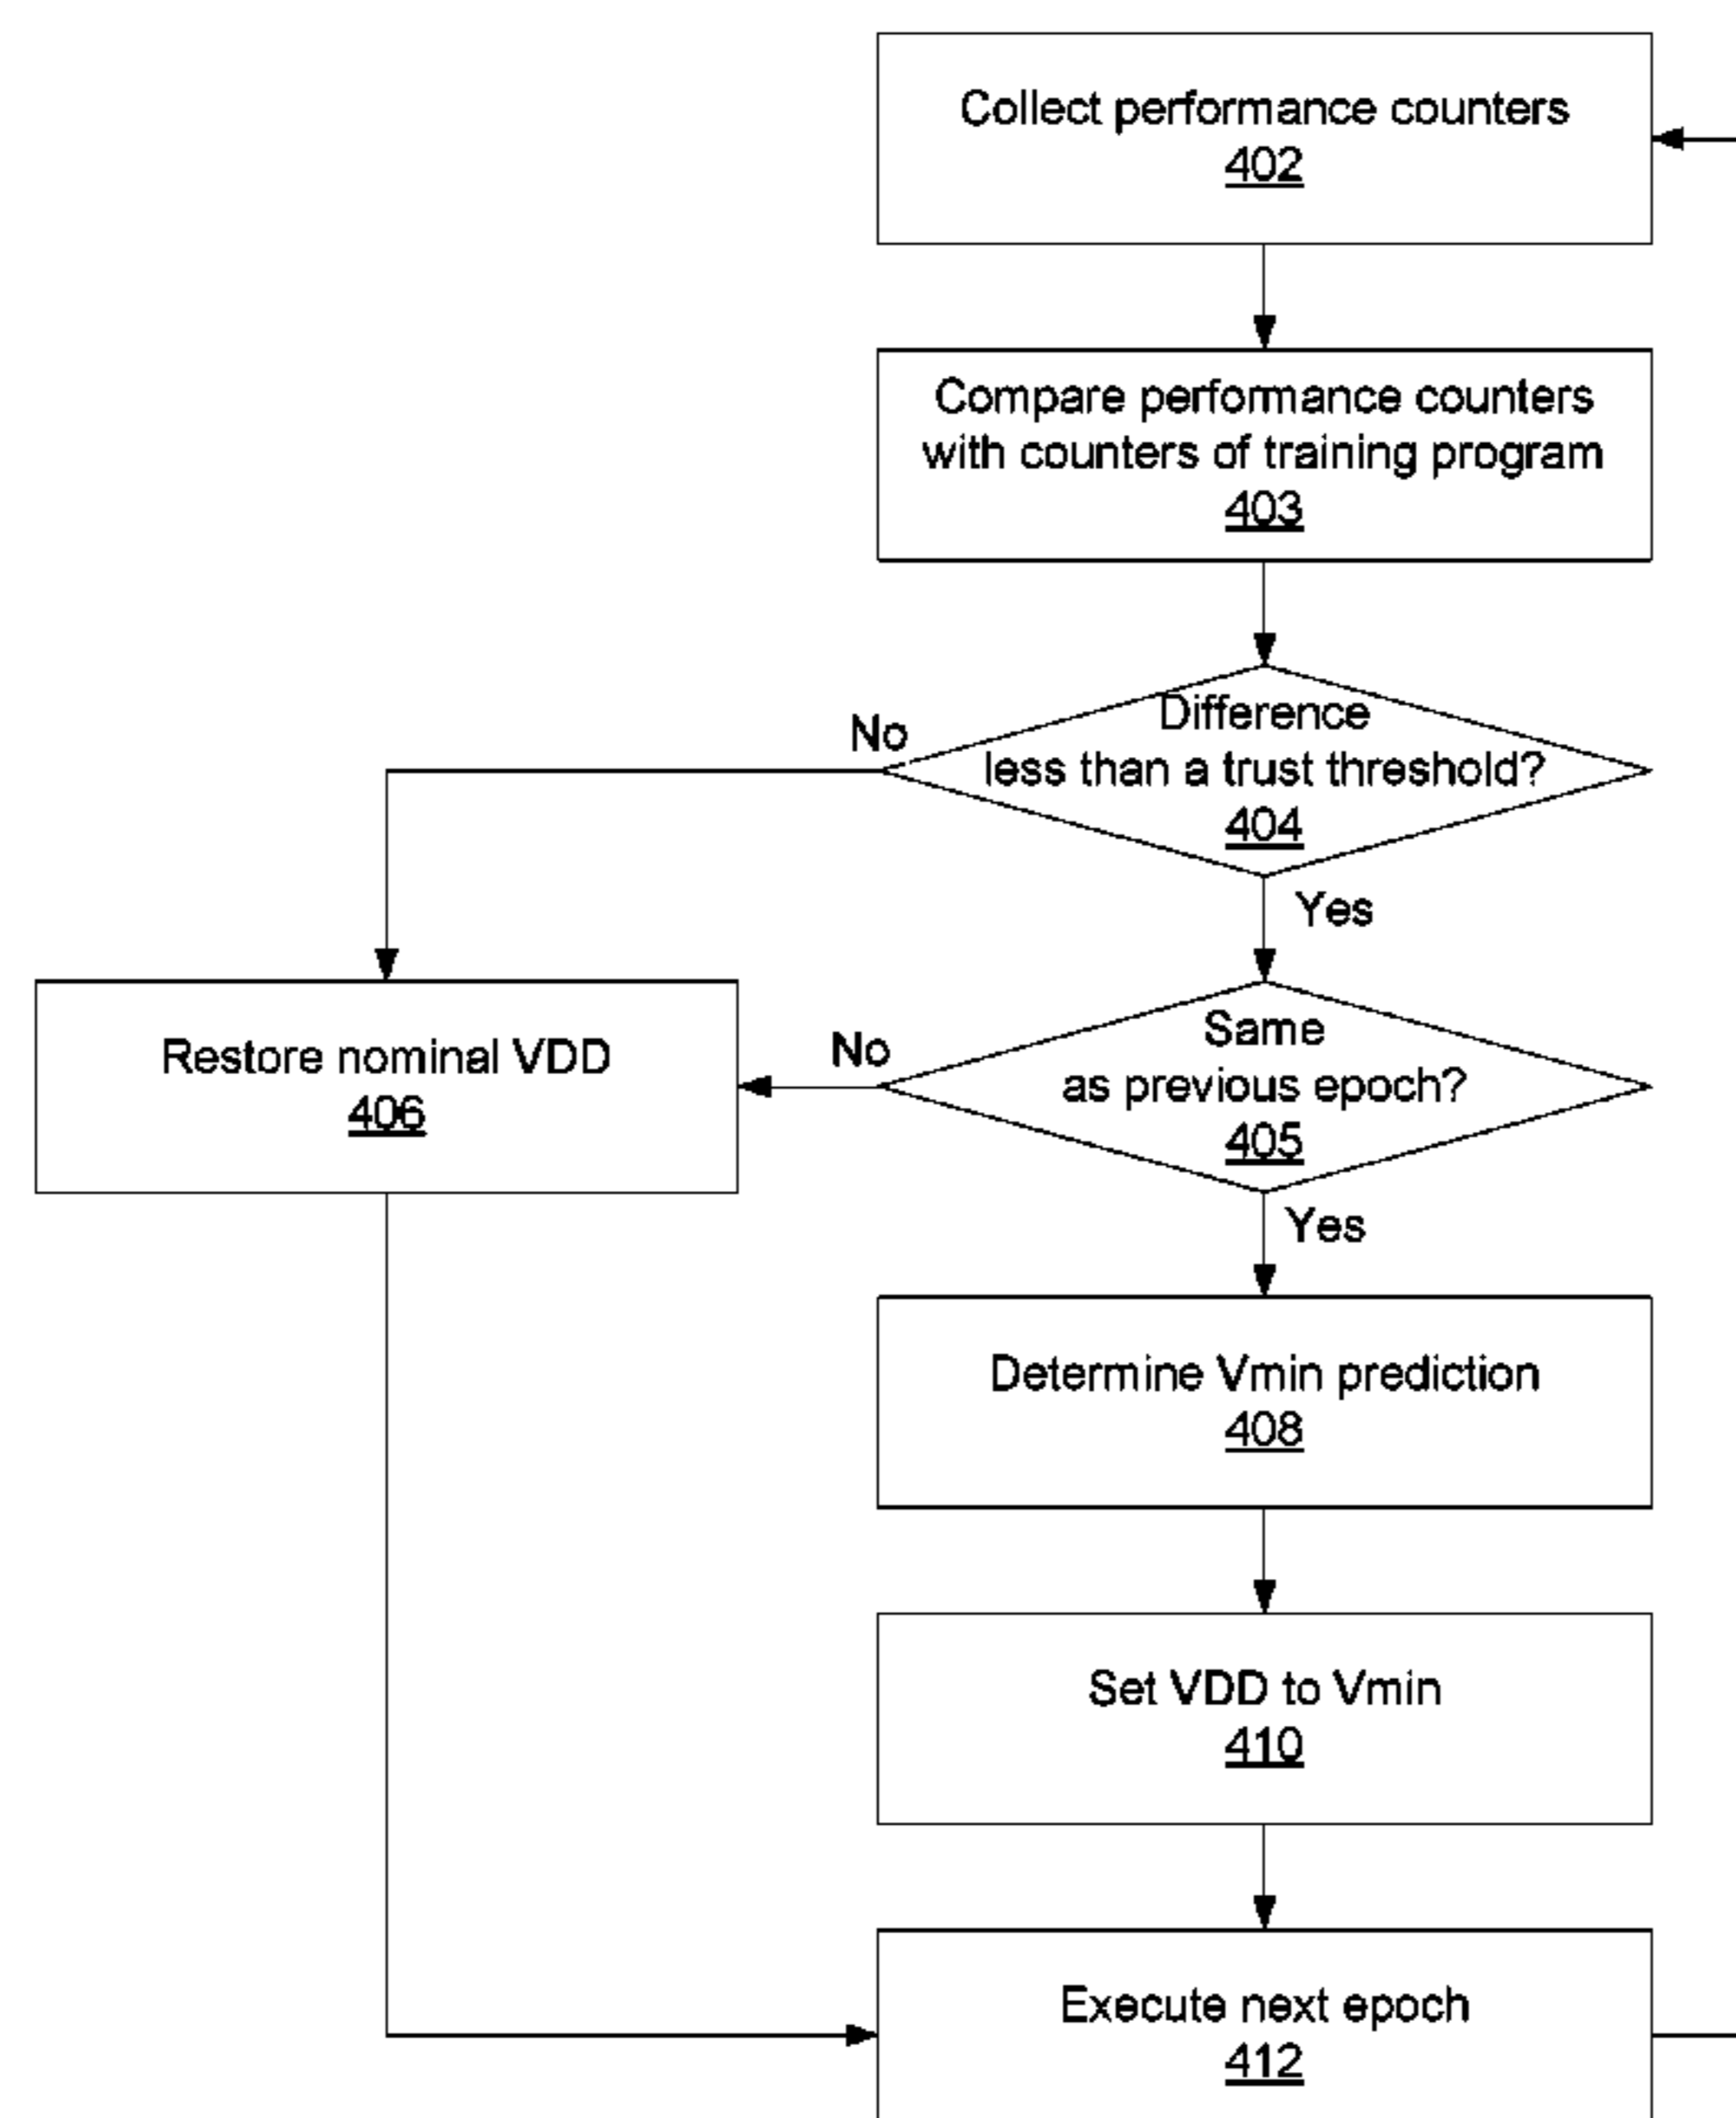 Collect performance counters
402
Compare performance counters
with counters of training program
403
Difference
less than a trust threshold?
404
No
Yes
Same
as previous epoch?
405
No
Restore nominal VDD
406
Yes
Determine Vmin prediction
408
Set VDD to Vmin
410
Execute next epoch
412